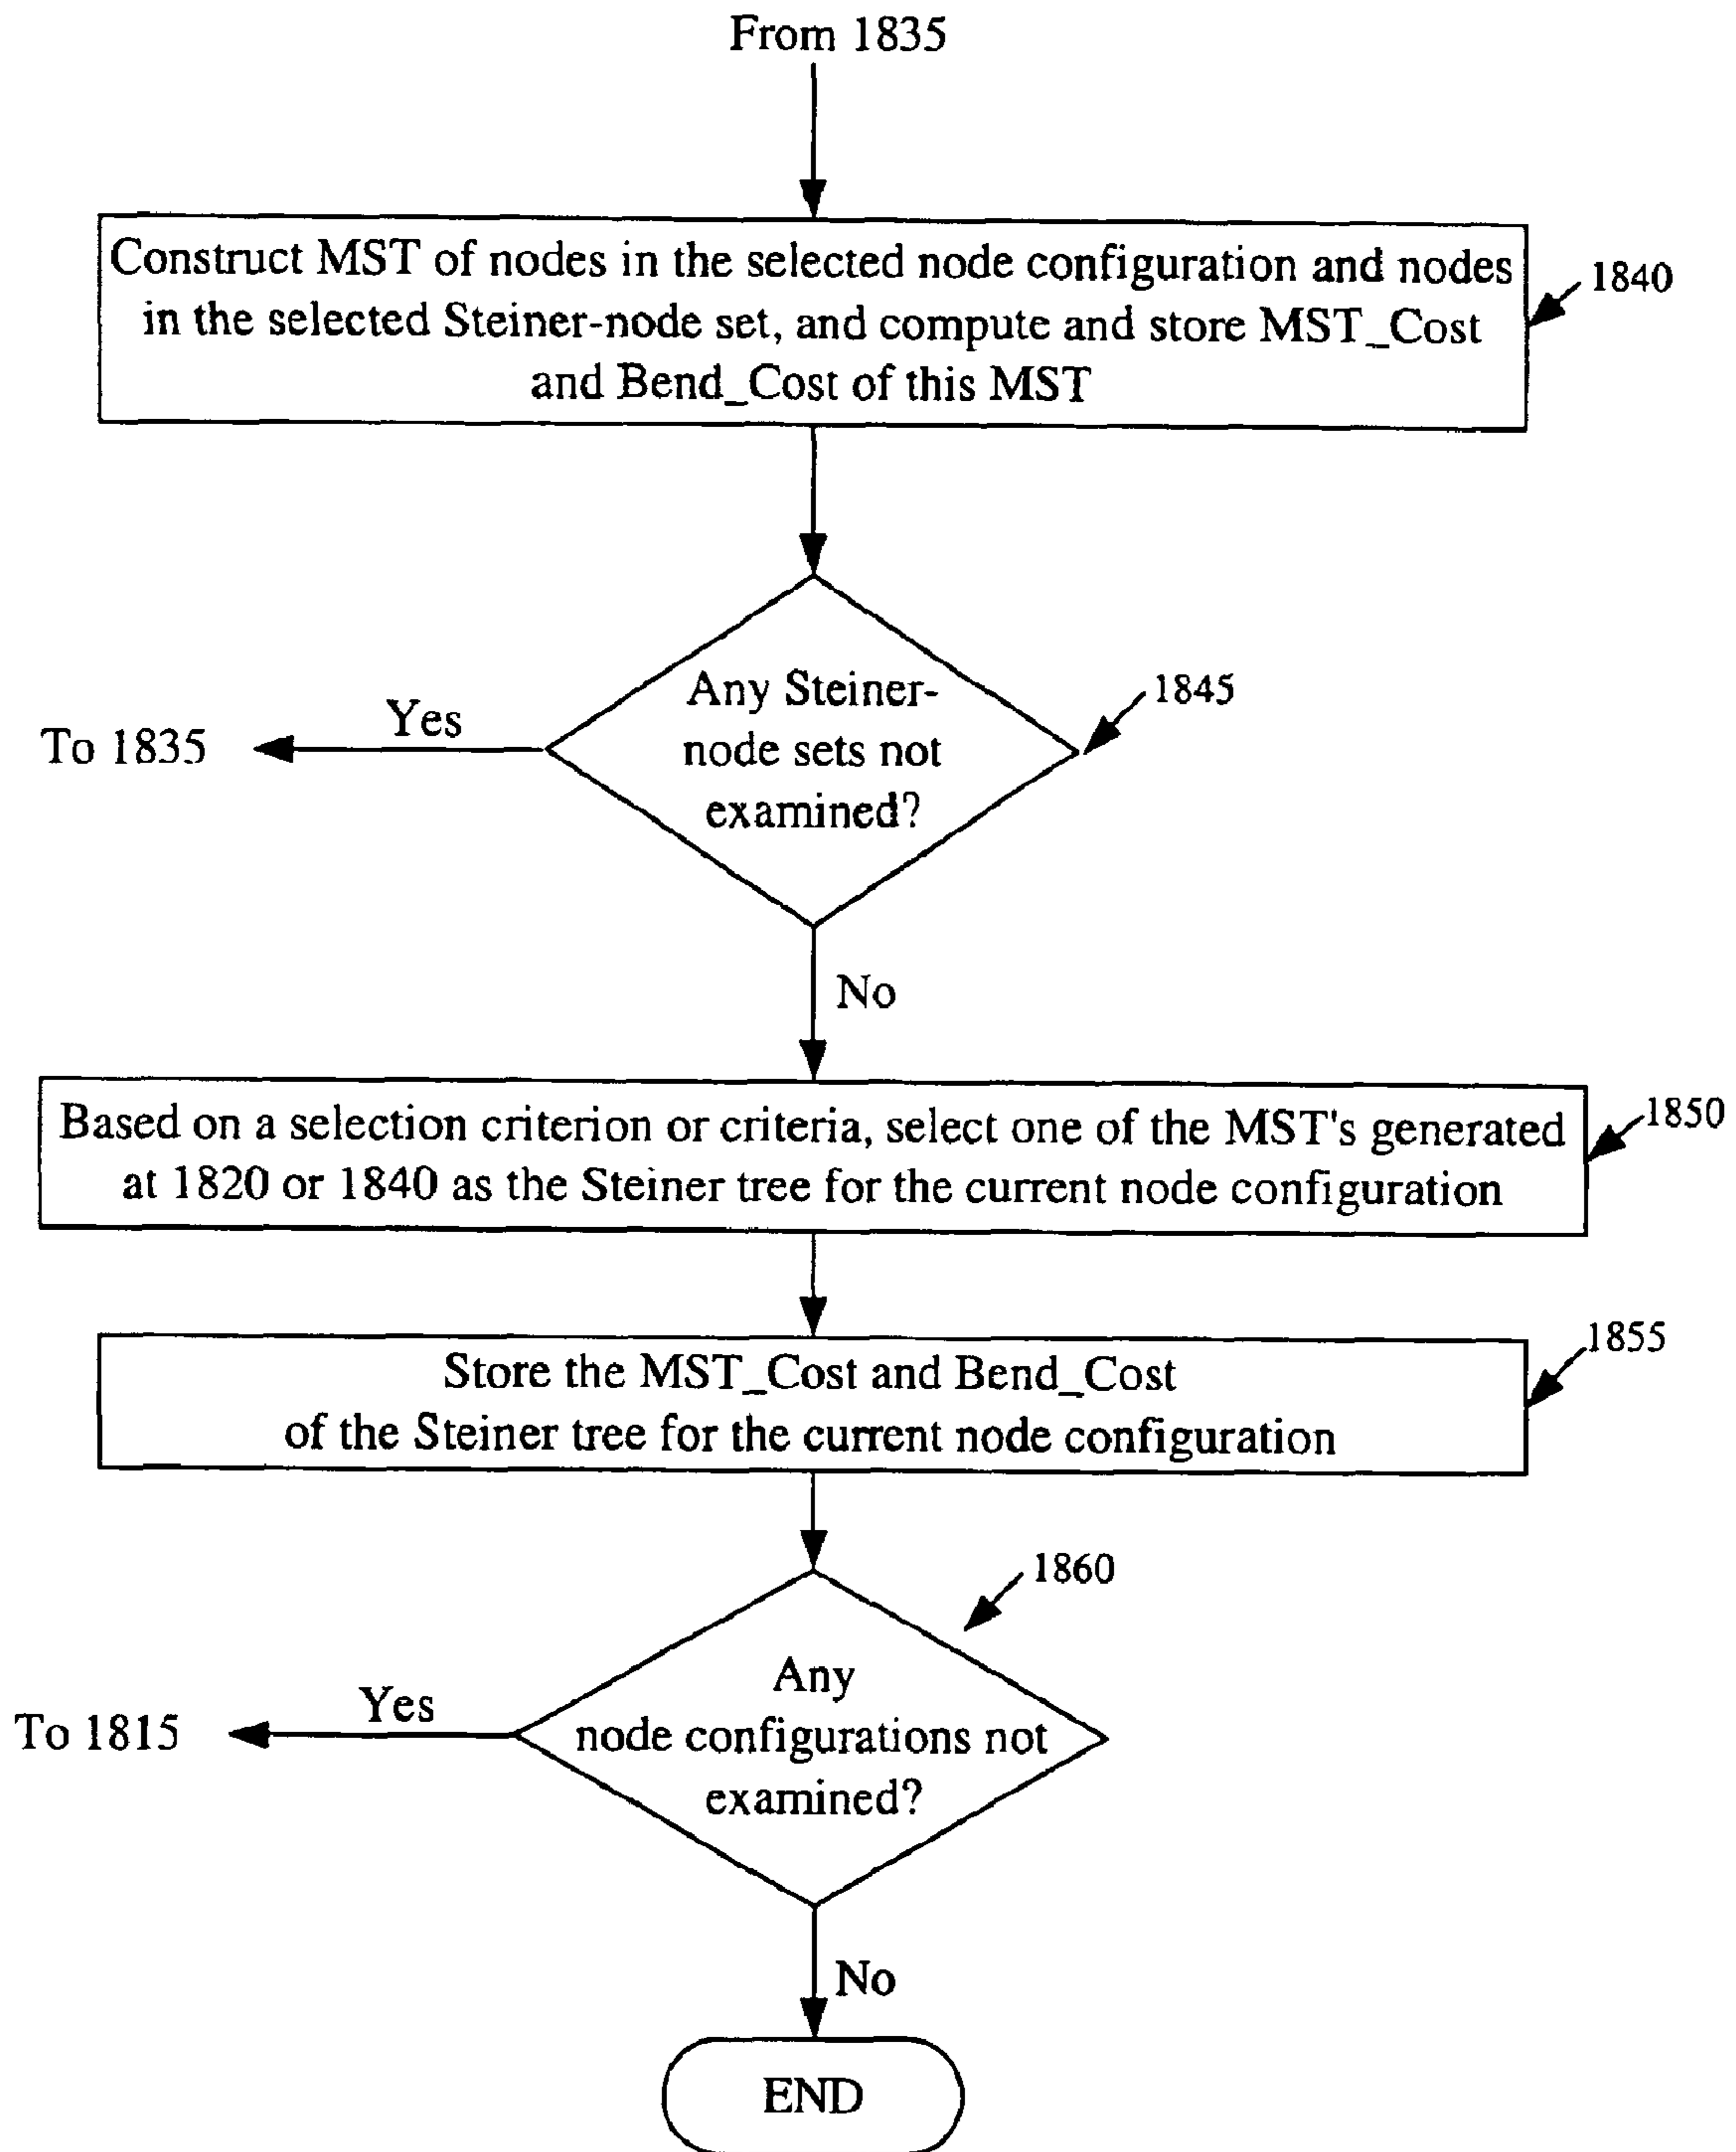 From 1835
Construct MST of nodes in the selected node configuration and nodes
in the selected Steiner-node set, and compute and store MST_Cost
and Bend_Cost of this MST
1840
Any Steiner-
node sets not
examined?
1845
Yes
To 1835
No
Based on a selection criterion or criteria, select one of the MST's generated
at 1820 or 1840 as the Steiner tree for the current node configuration
1850
Store the MST_Cost and Bend_Cost
of the Steiner tree for the current node configuration
1855
1860
Any
node configurations not
examined?
Yes
To 1815
No
END